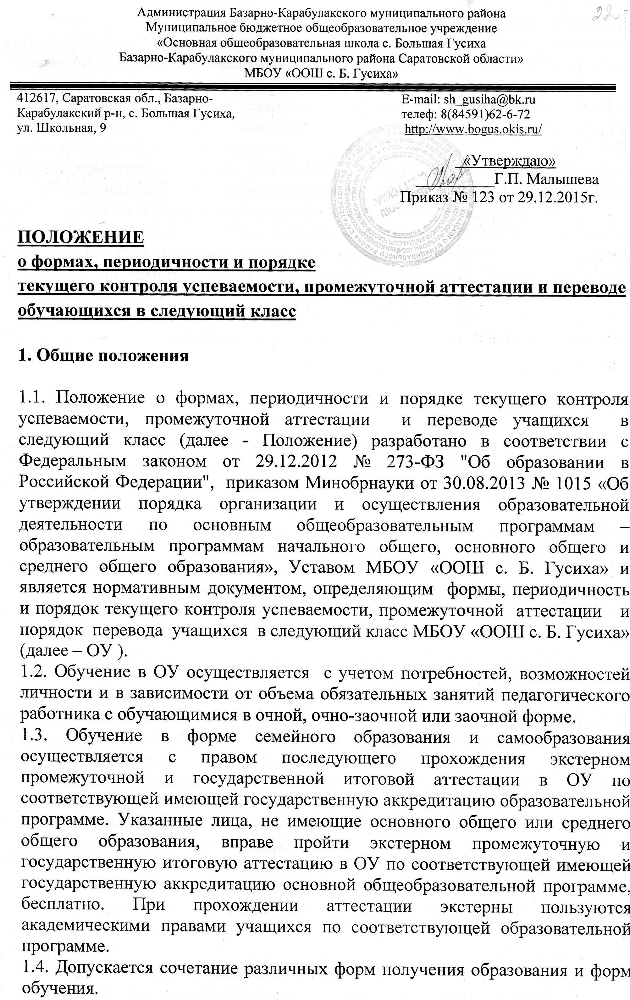 22
Администрация Базарно-Карабулакского муниципального района
Муниципальное бюджетное общеобразовательное учреждение
«Основная общеобразовательная школа с. Большая Гусиха
Базарно-Карабулакского муниципального района Саратовской области»
МБОУ «ООШ с. Б. Гусиха»
412617, Саратовская обл., Базарно-
Карабулакский р-н, с. Большая Гусиха,
ул. Школьная, 9
E-mail: sh_gusiha@bk.ru
телеф: 8(84591)62-6-72
http://www.bogus.okis.ru/
«Утверждаю»
Г.П. Малышева
Приказ № 123 от 29.12.2015г.
МБОУ "ООШ
с. Б. ГУСИХА"
ПОЛОЖЕНИЕ
о формах, периодичности и порядке
текущего контроля успеваемости, промежуточной аттестации и переводе
обучающихся в следующий класс
1. Общие положения
1.1. Положение о формах, периодичности и порядке текущего контроля
успеваемости, промежуточной аттестации и переводе учащихся в
следующий класс (далее - Положение) разработано в соответствии с
Федеральным законом от 29.12.2012 № 273-ФЗ "Об образовании в
Российской Федерации", приказом Минобрнауки от 30.08.2013 № 1015 «Об
утверждении порядка организации и осуществления образовательной
деятельности по основным общеобразовательным программам –
образовательным программам начального общего, основного общего и
среднего общего образования», Уставом МБОУ «ООШ с. Б. Гусиха» и
является нормативным документом, определяющим формы, периодичность
и порядок текущего контроля успеваемости, промежуточной аттестации и
порядок перевода учащихся в следующий класс МБОУ «ООШ с. Б. Гусиха»
(далее – ОУ ).
1.2. Обучение в ОУ осуществляется с учетом потребностей, возможностей
личности и в зависимости от объема обязательных занятий педагогического
работника с обучающимися в очной, очно-заочной или заочной форме.
1.3. Обучение в форме семейного образования и самообразования
осуществляется с правом последующего прохождения экстерном
промежуточной и государственной итоговой аттестации в ОУ по
соответствующей имеющей государственную аккредитацию образовательной
программе. Указанные лица, не имеющие основного общего или среднего
общего образования, вправе пройти экстерном промежуточную и
государственную итоговую аттестацию в ОУ по соответствующей имеющей
государственную аккредитацию основной общеобразовательной программе,
бесплатно. При прохождении аттестации экстерны пользуются
академическими правами учащихся по соответствующей образовательной
программе.
1.4. Допускается сочетание различных форм получения образования и форм
обучения.